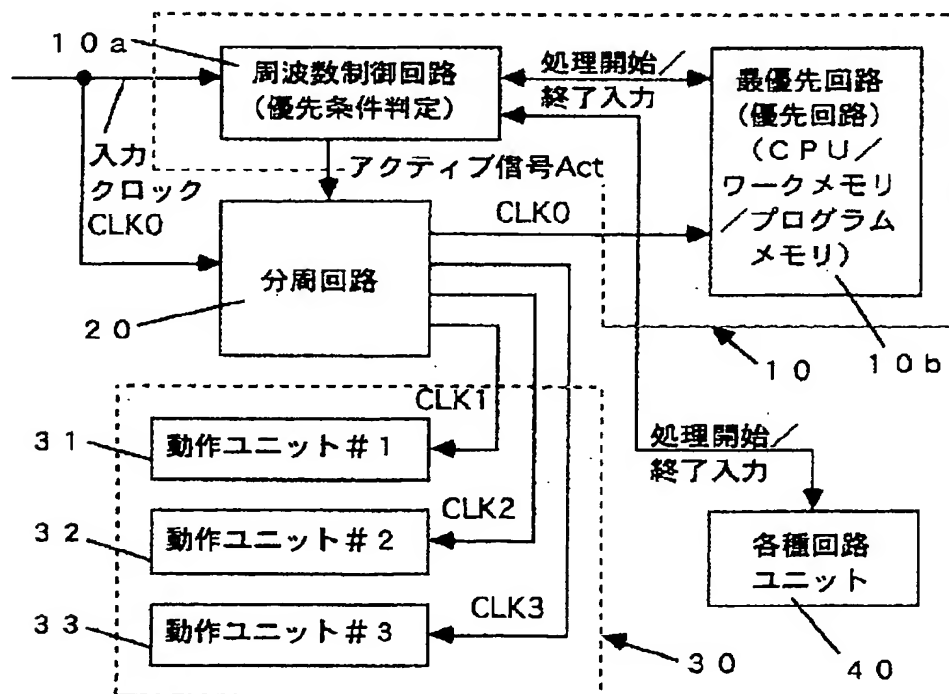 10a
周波数制御回路
(優先条件判定)
処理開始／
終了入力
最優先回路
(優先回路)
(ＣＰＵ／
ワークメモリ
／プログラム
メモリ)
入力
クロック
CLK0
アクティブ信号Act
CLK0
分周回路
20
10
10b
CLK1
31
動作ユニット＃1
処理開始／
終了入力
CLK2
32
動作ユニット＃2
各種回路
ユニット
CLK3
33
動作ユニット＃3
30
40